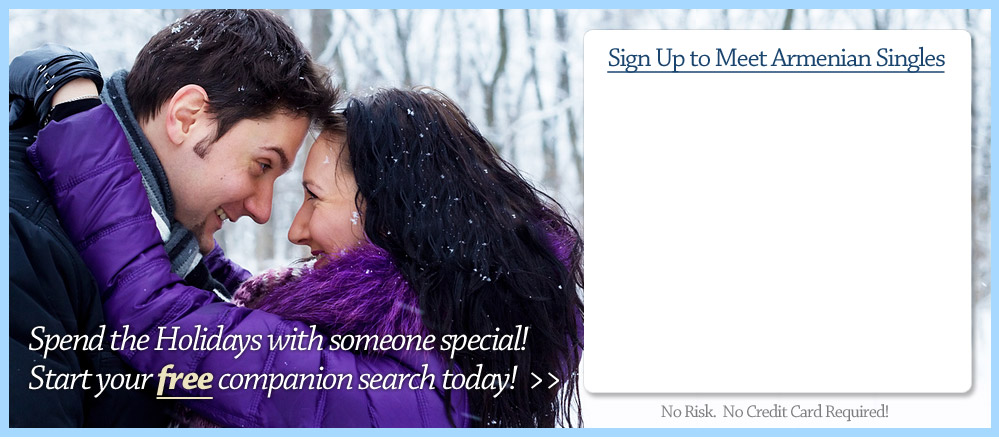 Sign Up to Meet Armenian Singles
Spend the Holidays with someone special!
Start your free companion search today! >>
No Risk. No Credit Card Required!